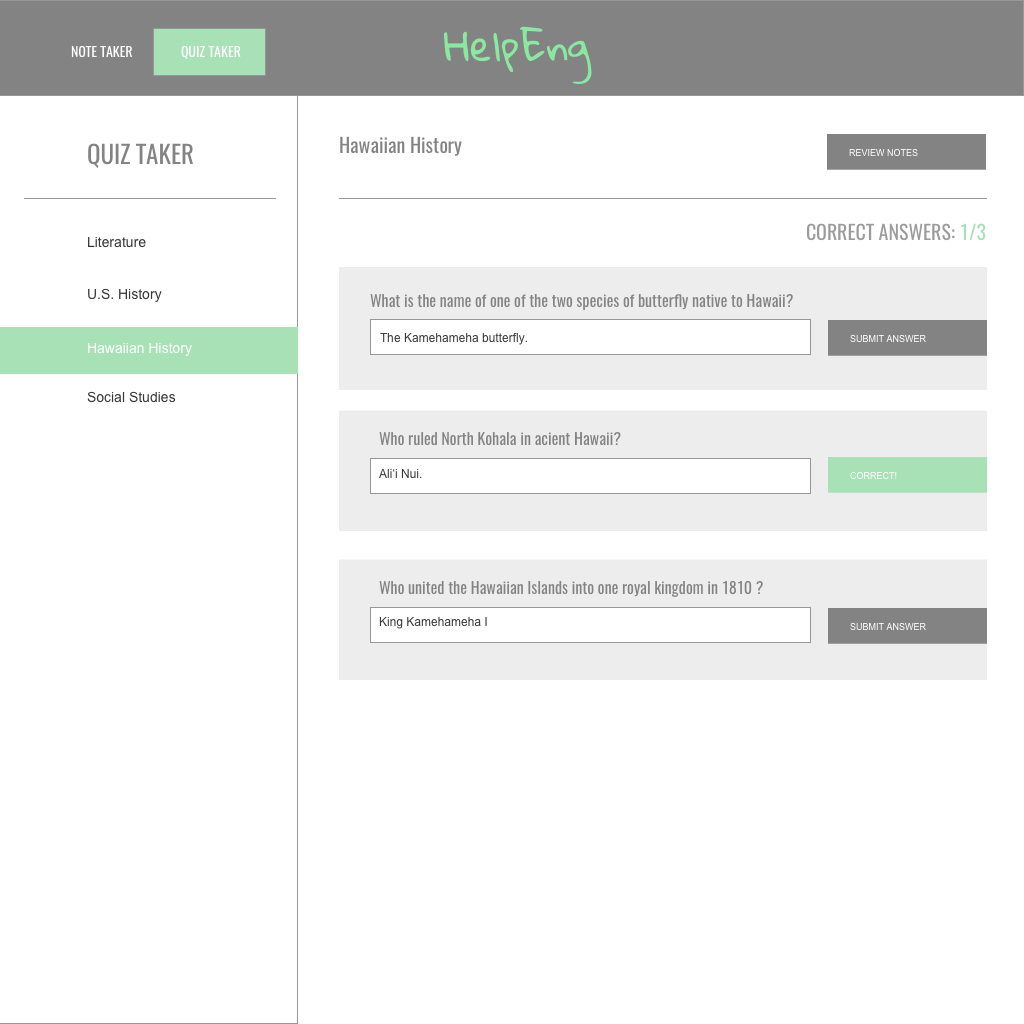 NOTE TAKER
QUIZ TAKER
HelpEng
QUIZ TAKER
Literature
U.S. History
Hawaiian History
Social Studies
Hawaiian History
REVIEW NOTES
CORRECT ANSWERS: 1/3
What is the name of one of the two species of butterfly native to Hawaii?
The Kamehameha butterfly.
SUBMIT ANSWER
Who ruled North Kohala in acient Hawaii?
Ali'i Nui.
CORRECT!
Who united the Hawaiian Islands into one royal kingdom in 1810 ?
King Kamehameha I
SUBMIT ANSWER